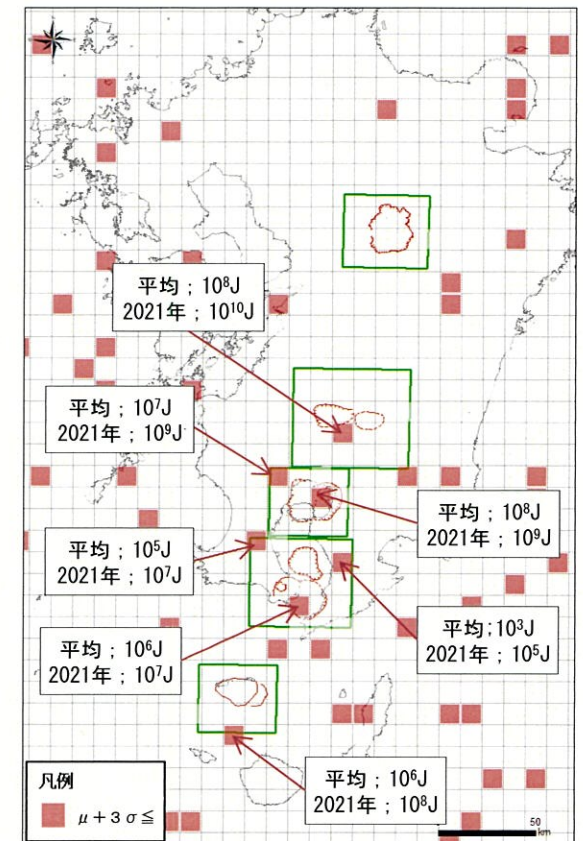 平均 ; 10⁸J
2021年 ; 10¹⁰J
平均 ; 10⁷J
2021年 ; 10⁹J
平均 ; 10⁸J
2021年 ; 10⁹J
平均 ; 10⁵J
2021年 ; 10⁷J
平均 ; 10³J
2021年 ; 10⁵J
平均 ; 10⁶J
2021年 ; 10⁷J
平均 ; 10⁶J
2021年 ; 10⁸J
凡例
μ+3σ≦
50
km